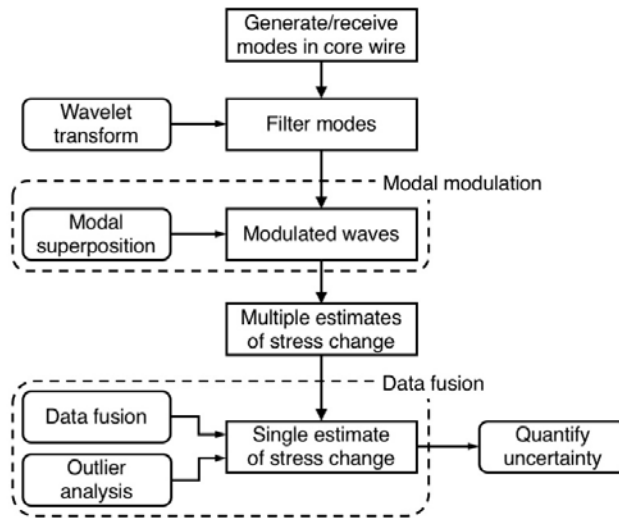 Generate/receive
modes in core wire
Wavelet
transform
Filter modes
Modal modulation
Modal
superposition
Modulated waves
Multiple estimates
of stress change
Data fusion
Data fusion
Single estimate
of stress change
Quantify
uncertainty
Outlier
analysis